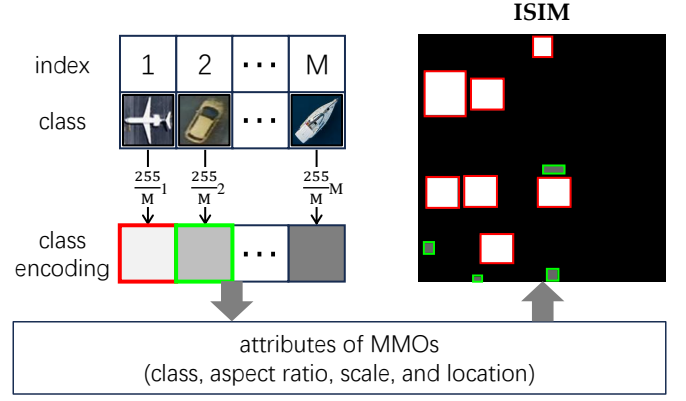 ISIM
index 1 2 ··· M
class ···
255/M 1 255/M 2 255/M M
class ···
encoding
attributes of MMOs
(class, aspect ratio, scale, and location)